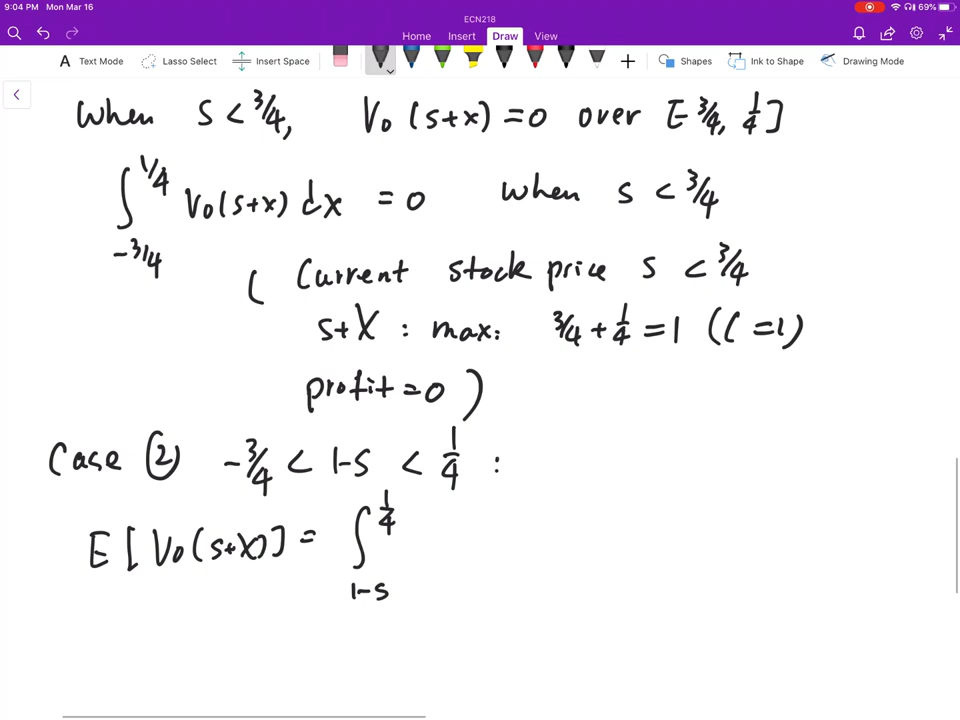 9:04 PM Mon Mar 16
69%
ECN218
Home Insert Draw View
A Text Mode Lasso Select Insert Space Shapes Ink to Shape Drawing Mode
When S < 3/4, V₀(s+x) = 0 over [-3/4, 1/4]
∫_{-3/4}^{1/4} V₀(s+x) dx = 0 when s < 3/4
( Current stock price s < 3/4
s+X : max: 3/4 + 1/4 = 1 (C = 1)
profit = 0 )
Case ② -3/4 < 1-s < 1/4 :
E[V₀(s+X)] = ∫_{1-s}^{1/4}